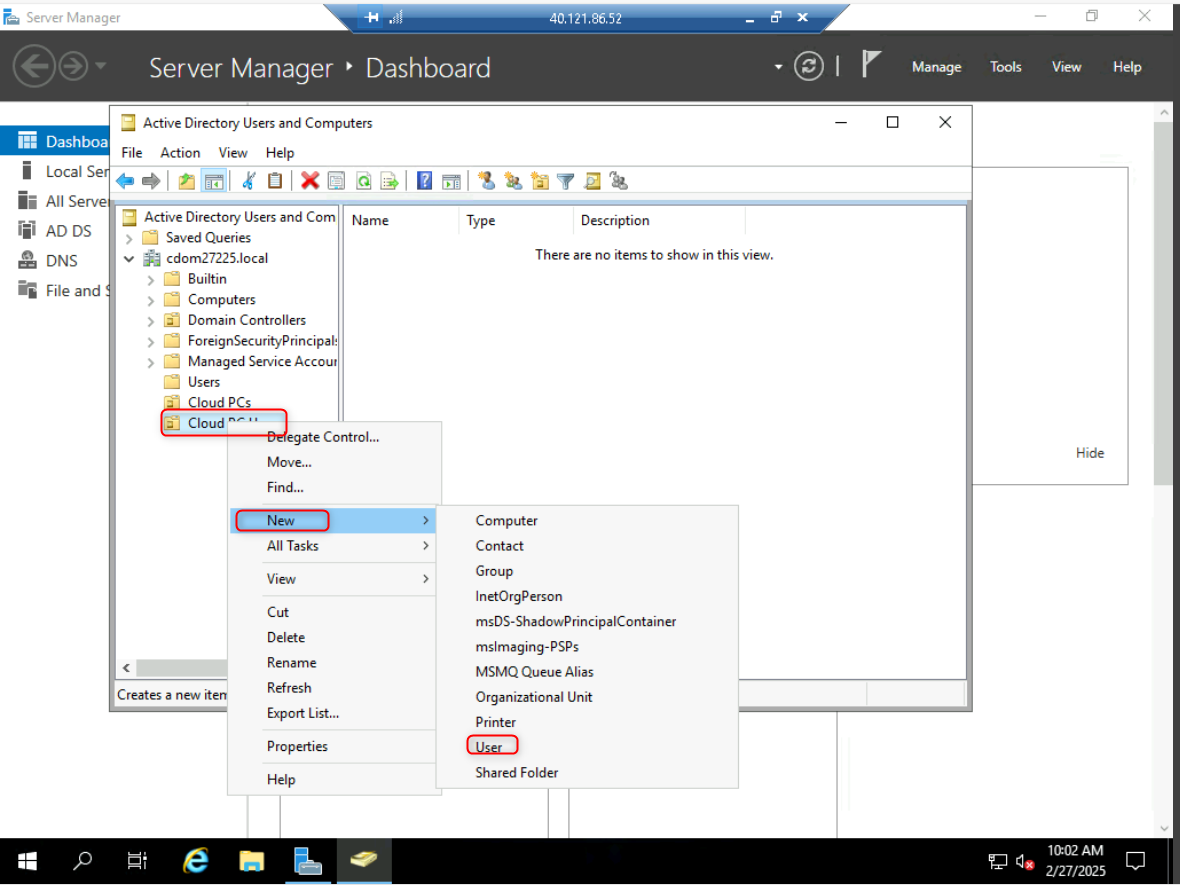 Server Manager
40.121.86.52
Server Manager
Dashboard
Manage
Tools
View
Help
Dashboa
Local Ser
All Server
AD DS
DNS
File and S
Active Directory Users and Computers
File
Action
View
Help
Active Directory Users and Com
Saved Queries
cdom27225.local
Builtin
Computers
Domain Controllers
ForeignSecurityPrincipals
Managed Service Accour
Users
Cloud PCs
Cloud PC
Name
Type
Description
There are no items to show in this view.
Hide
Delegate Control...
Move...
Find...
New
All Tasks
View
Cut
Delete
Rename
Refresh
Export List...
Properties
Help
Computer
Contact
Group
InetOrgPerson
msDS-ShadowPrincipalContainer
msImaging-PSPs
MSMQ Queue Alias
Organizational Unit
Printer
User
Shared Folder
Creates a new item
10:02 AM
2/27/2025